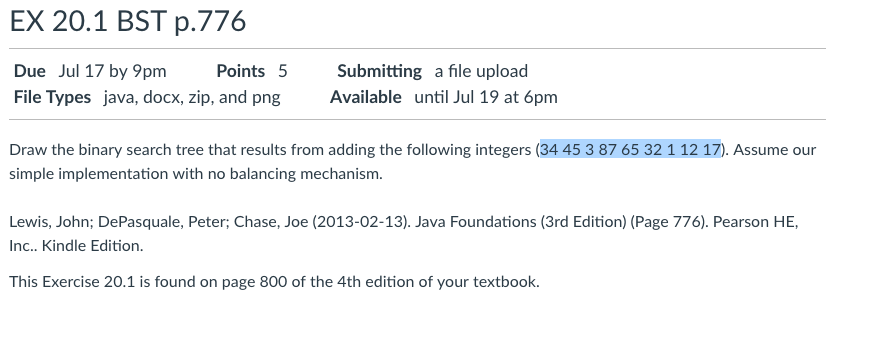 EX 20.1 BST p.776
Due Jul 17 by 9pm Points 5 Submitting a file upload
File Types java, docx, zip, and png Available until Jul 19 at 6pm
Draw the binary search tree that results from adding the following integers (34 45 3 87 65 32 1 12 17). Assume our
simple implementation with no balancing mechanism.
Lewis, John; DePasquale, Peter; Chase, Joe (2013-02-13). Java Foundations (3rd Edition) (Page 776). Pearson HE,
Inc.. Kindle Edition.
This Exercise 20.1 is found on page 800 of the 4th edition of your textbook.